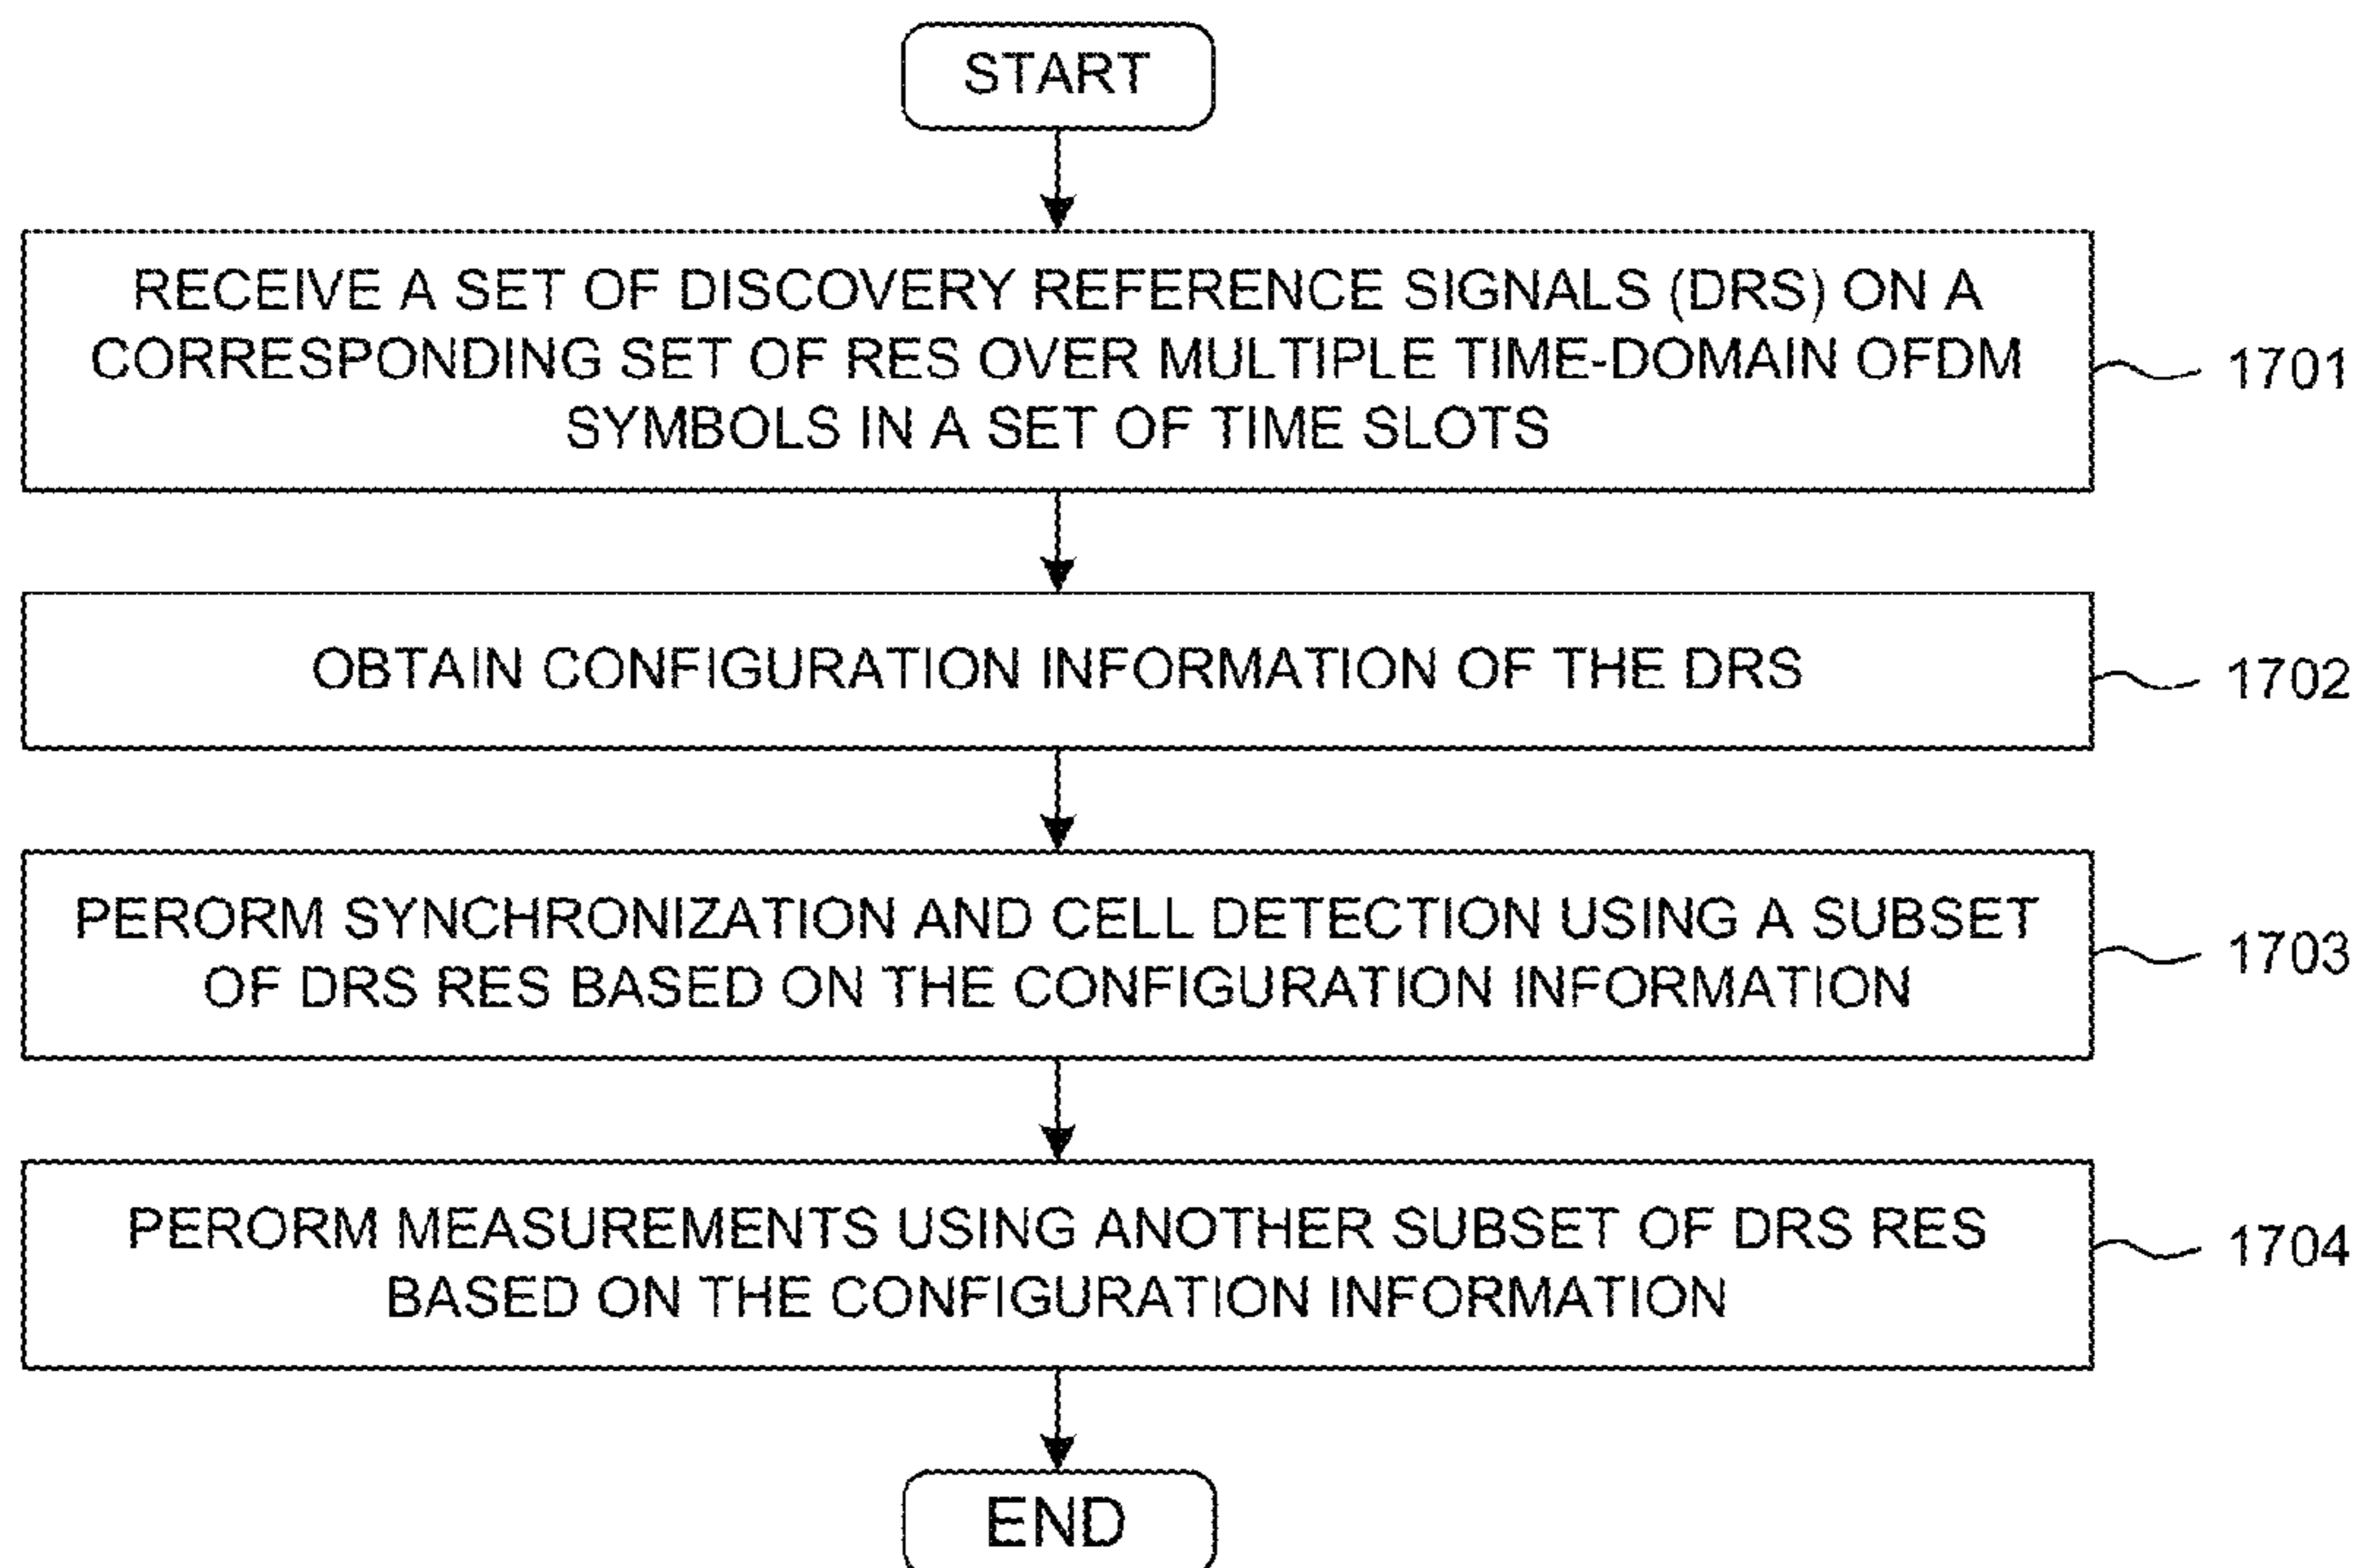 START
RECEIVE A SET OF DISCOVERY REFERENCE SIGNALS (DRS) ON A
CORRESPONDING SET OF RES OVER MULTIPLE TIME-DOMAIN OFDM
SYMBOLS IN A SET OF TIME SLOTS
1701
OBTAIN CONFIGURATION INFORMATION OF THE DRS
1702
PERORM SYNCHRONIZATION AND CELL DETECTION USING A SUBSET
OF DRS RES BASED ON THE CONFIGURATION INFORMATION
1703
PERORM MEASUREMENTS USING ANOTHER SUBSET OF DRS RES
BASED ON THE CONFIGURATION INFORMATION
1704
END